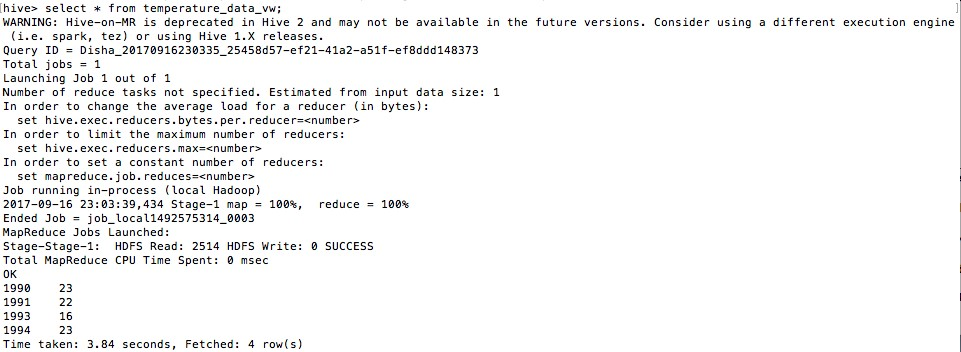 [hive> select * from temperature_data_vw;
WARNING: Hive-on-MR is deprecated in Hive 2 and may not be available in the future versions. Consider using a different execution engine
(i.e. spark, tez) or using Hive 1.X releases.
Query ID = Disha_20170916230335_25458d57-ef21-41a2-a51f-ef8ddd148373
Total jobs = 1
Launching Job 1 out of 1
Number of reduce tasks not specified. Estimated from input data size: 1
In order to change the average load for a reducer (in bytes):
  set hive.exec.reducers.bytes.per.reducer=<number>
In order to limit the maximum number of reducers:
  set hive.exec.reducers.max=<number>
In order to set a constant number of reducers:
  set mapreduce.job.reduces=<number>
Job running in-process (local Hadoop)
2017-09-16 23:03:39,434 Stage-1 map = 100%,  reduce = 100%
Ended Job = job_local1492575314_0003
MapReduce Jobs Launched:
Stage-Stage-1:  HDFS Read: 2514 HDFS Write: 0 SUCCESS
Total MapReduce CPU Time Spent: 0 msec
OK
1990    23
1991    22
1993    16
1994    23
Time taken: 3.84 seconds, Fetched: 4 row(s)